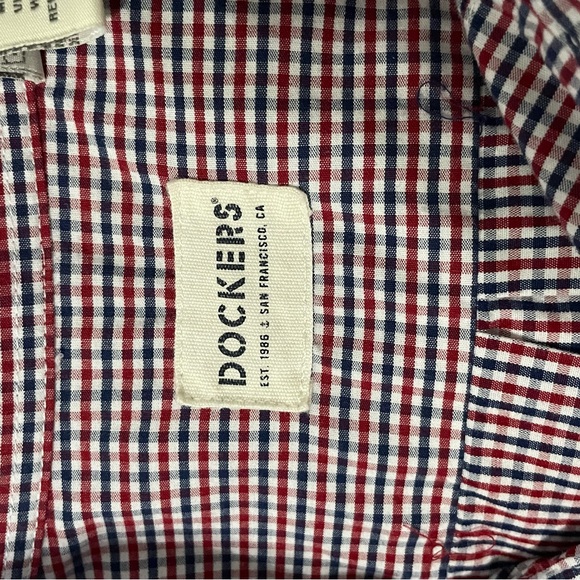 DOCKERS®
EST. 1986 ⚓ SAN FRANCISCO, CA